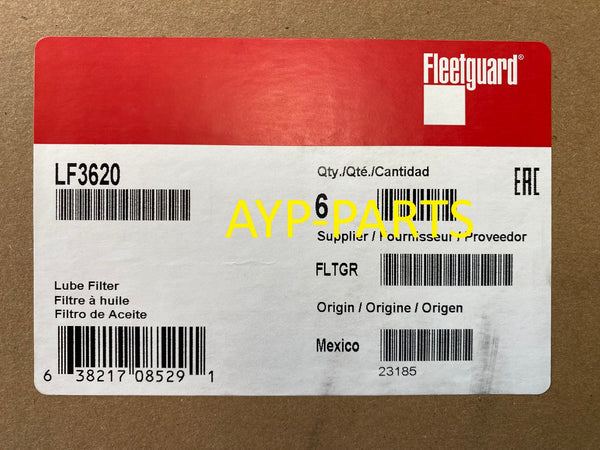 Fleetguard®
LF3620
Qty./Qté./Cantidad
6
EAC
AYP-PARTS
Supplier / Fournisseur / Proveedor
FLTGR
Lube Filter
Filtre à huile
Filtro de Aceite
Origin / Origine / Origen
Mexico
23185
6 38217 08529 1